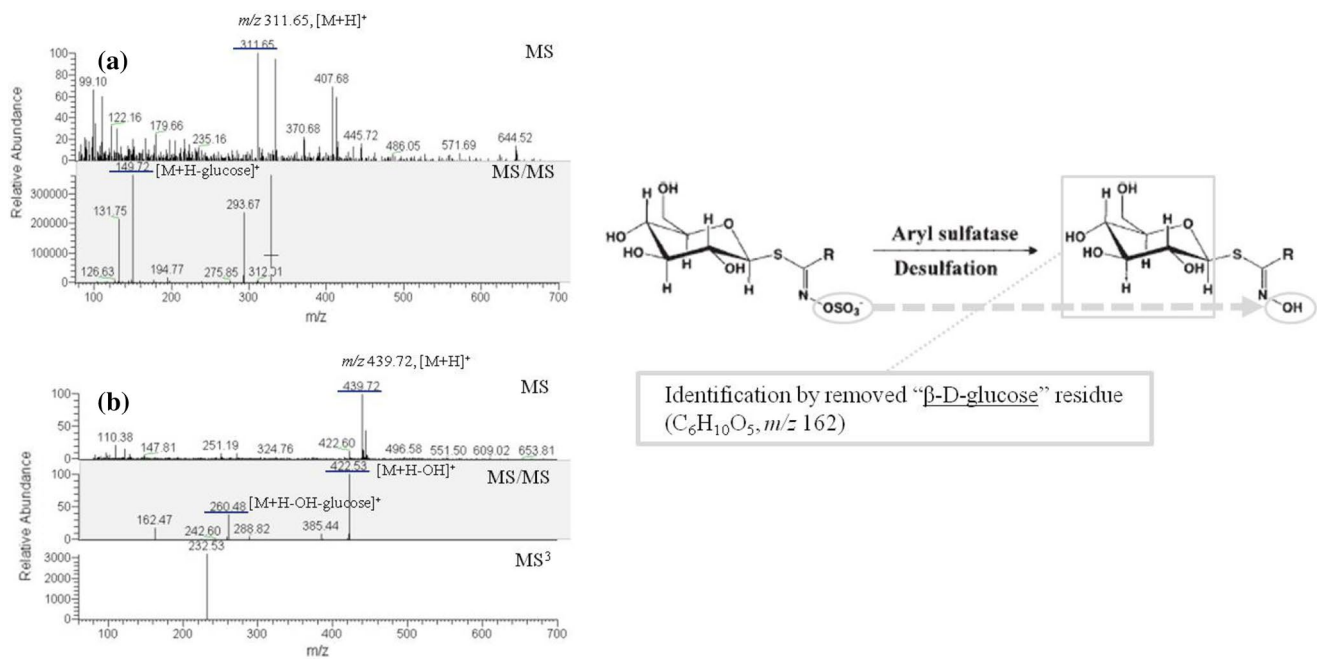 m/z 311.65, [M+H]⁺
(a)
MS
311.65
100
80
60
40
20
0
99.10
122.16
179.66
235.16
370.68
407.68
445.72
486.05
571.69
644.52
Relative Abundance
149.72
[M+H-glucose]⁺
MS/MS
300000
200000
100000
0
131.75
293.67
126.63
194.77
275.85
312.01
100 200 300 400 500 600 700
m/z
m/z 439.72, [M+H]⁺
(b)
MS
439.72
100
50
0
110.38
147.81
251.19
324.76
422.60
496.58
551.50
609.02
653.81
422.53
[M+H-OH]⁺
MS/MS
Relative Abundance
100
50
0
260.48
[M+H-OH-glucose]⁺
162.47
242.60
288.82
385.44
232.53
MS³
3000
2000
1000
0
100 200 300 400 500 600 700
m/z
H OH
H
O
HO
HO
H
OH
H
H
S
R
N
OSO₃⁻
Aryl sulfatase
Desulfation
H OH
H
O
HO
HO
H
OH
H
H
S
R
N
OH
Identification by removed “β-D-glucose” residue
(C₆H₁₀O₅, m/z 162)